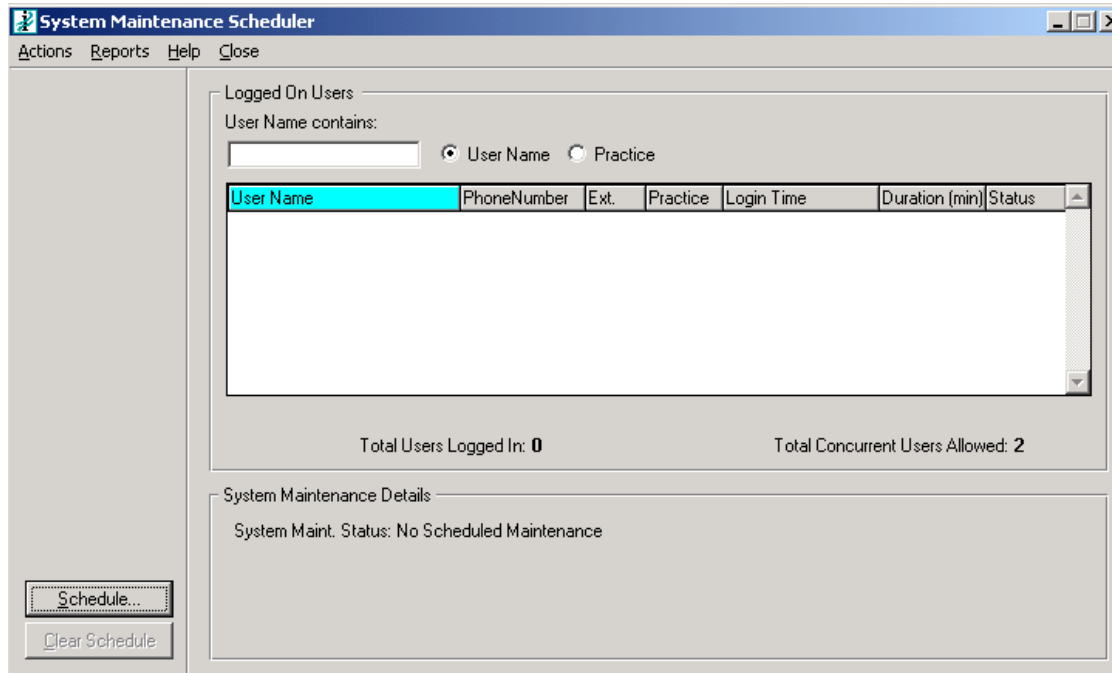 System Maintenance Scheduler
Actions Reports Help Close
Logged On Users
User Name contains:
User Name Practice
User Name PhoneNumber Ext. Practice Login Time Duration (min) Status
Total Users Logged In: 0 Total Concurrent Users Allowed: 2
System Maintenance Details
System Maint. Status: No Scheduled Maintenance
Schedule...
Clear Schedule